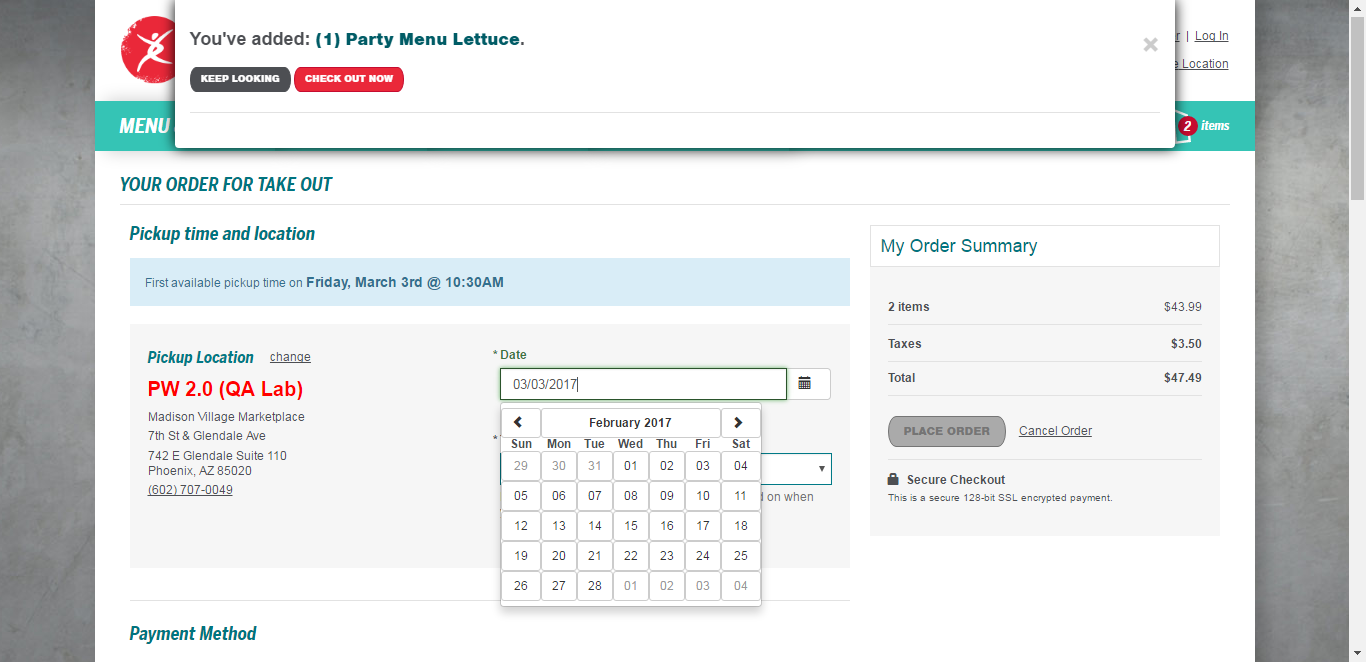 You've added: (1) Party Menu Lettuce.
KEEP LOOKING CHECK OUT NOW
Log In
Location
MENU
2 items
YOUR ORDER FOR TAKE OUT
Pickup time and location
First available pickup time on Friday, March 3rd @ 10:30AM
Pickup Location change
PW 2.0 (QA Lab)
Madison Village Marketplace
7th St & Glendale Ave
742 E Glendale Suite 110
Phoenix, AZ 85020
(602) 707-0049
* Date
03/03/2017
February 2017
*
Sun Mon Tue Wed Thu Fri Sat
29 30 31 01 02 03 04
05 06 07 08 09 10 11
12 13 14 15 16 17 18
19 20 21 22 23 24 25
26 27 28 01 02 03 04
on when
My Order Summary
2 items $43.99
Taxes $3.50
Total $47.49
PLACE ORDER Cancel Order
Secure Checkout
This is a secure 128-bit SSL encrypted payment.
Payment Method